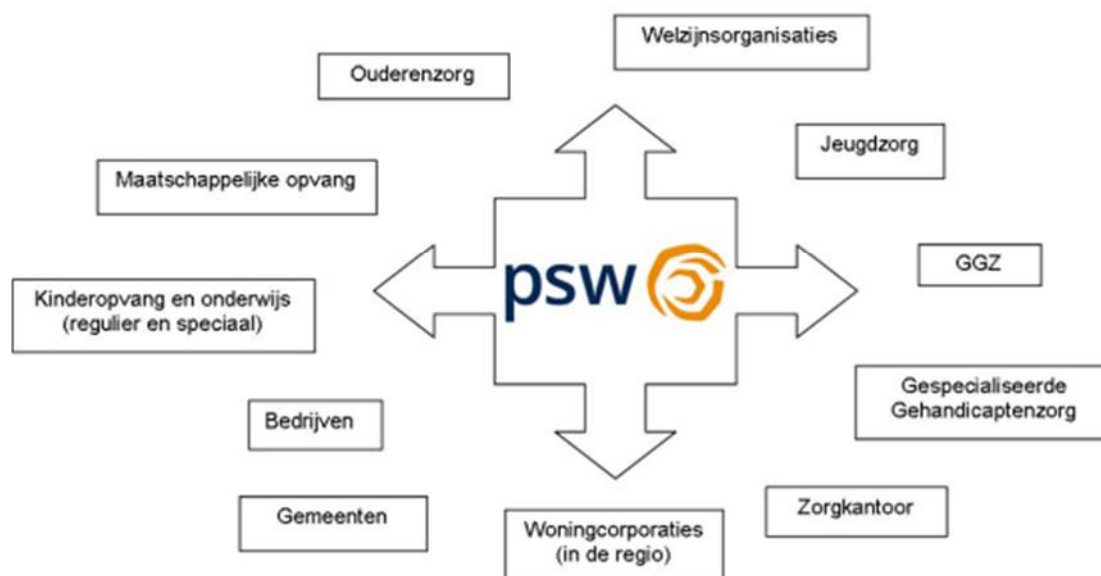 Welzijnsorganisaties
Ouderenzorg
Jeugdzorg
Maatschappelijke opvang
GGZ
psw
Kinderopvang en onderwijs
(regulier en speciaal)
Gespecialiseerde
Gehandicaptenzorg
Bedrijven
Zorgkantoor
Gemeenten
Woningcorporaties
(in de regio)